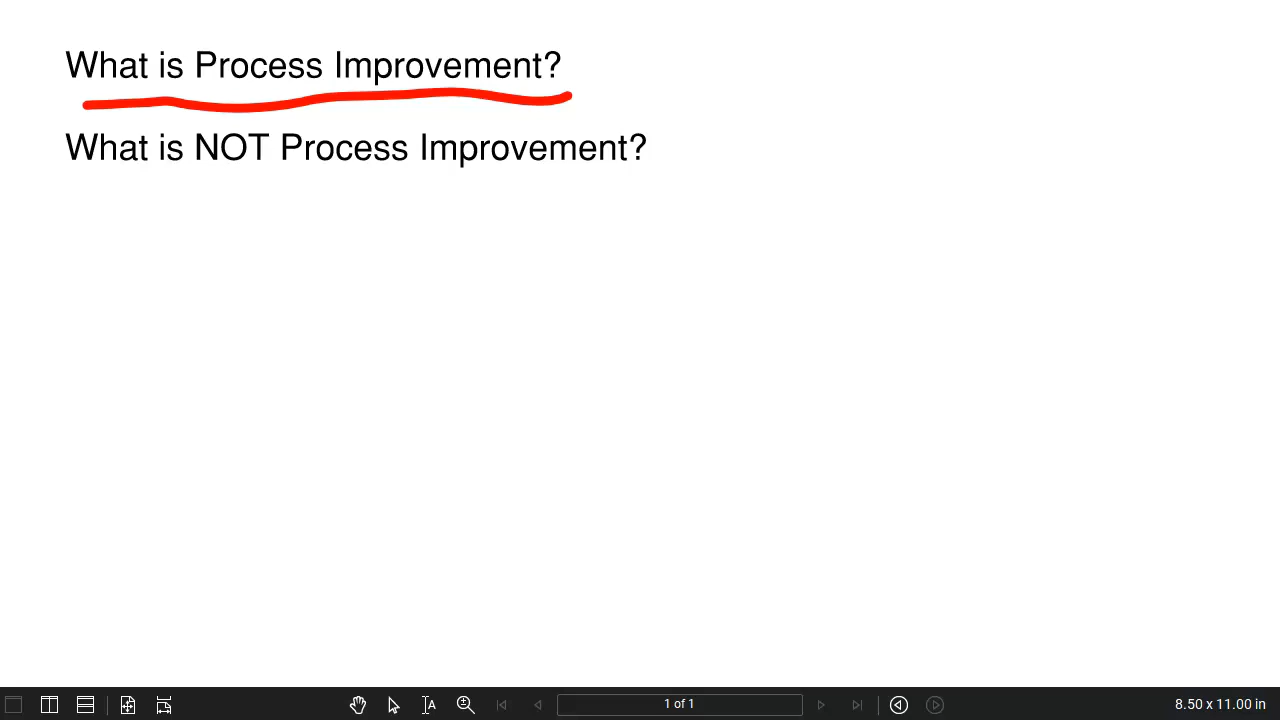 What is Process Improvement?
What is NOT Process Improvement?
A
1 of 1
8.50 x 11.00 in